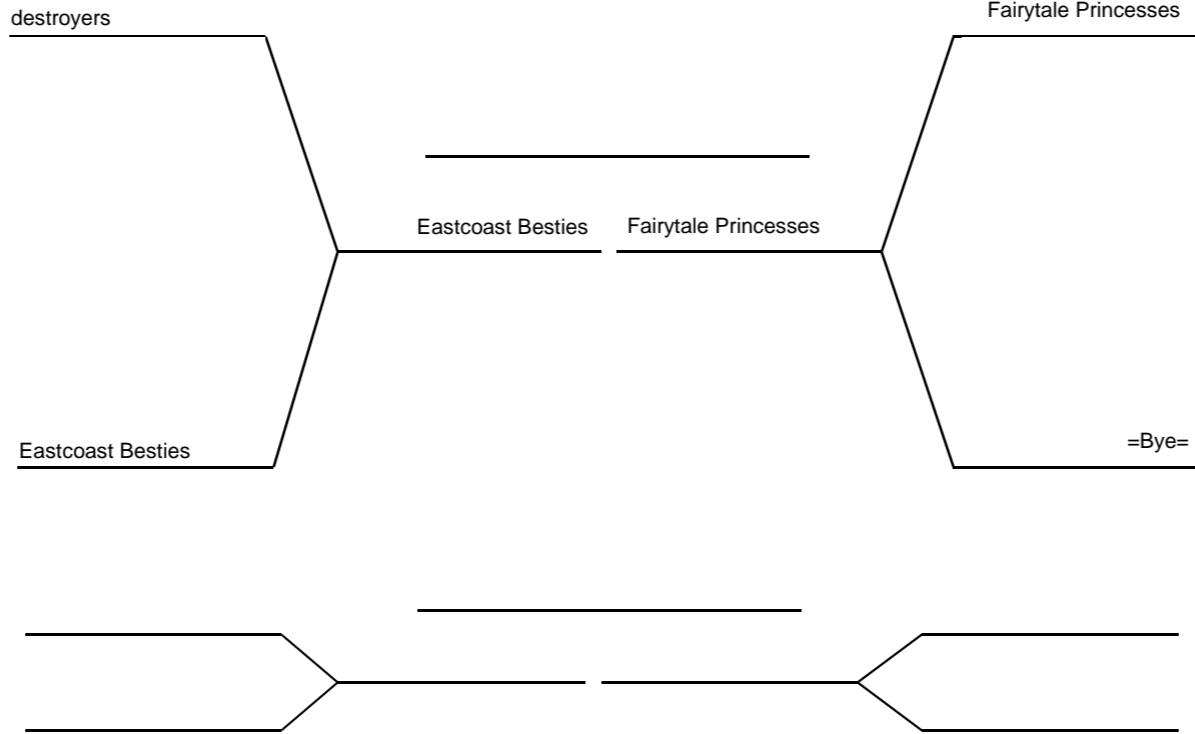 destroyers
Fairytale Princesses
Eastcoast Besties
Fairytale Princesses
Eastcoast Besties
=Bye=